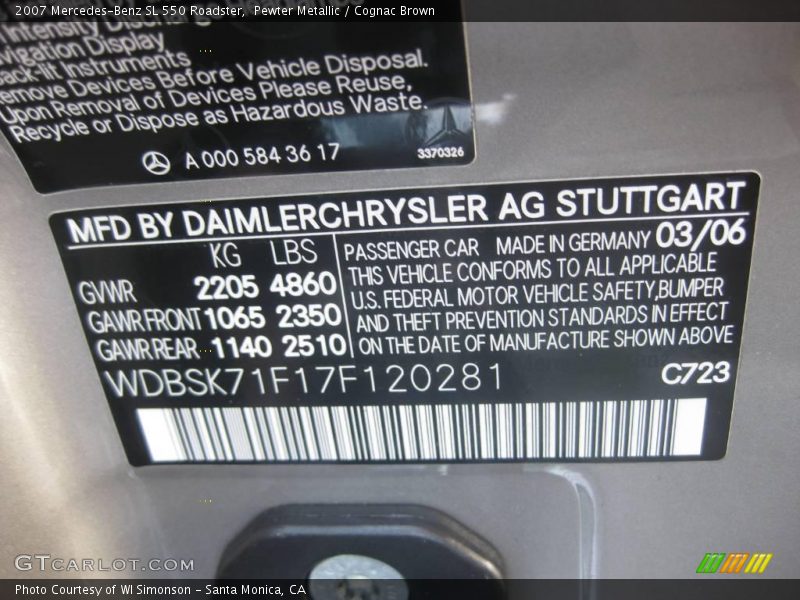 2007 Mercedes-Benz SL 550 Roadster,  Pewter Metallic / Cognac Brown
Intensity
Navigation Display
Back-lit Instruments
Remove Devices Before Vehicle Disposal.
Upon Removal of Devices Please Reuse,
Recycle or Dispose as Hazardous Waste.
A 000 584 36 17
3370326
MFD BY DAIMLERCHRYSLER AG STUTTGART
KG LBS
GVWR 2205 4860
GAWR FRONT 1065 2350
GAWR REAR 1140 2510
PASSENGER CAR MADE IN GERMANY 03/06
THIS VEHICLE CONFORMS TO ALL APPLICABLE
U.S. FEDERAL MOTOR VEHICLE SAFETY,BUMPER
AND THEFT PREVENTION STANDARDS IN EFFECT
ON THE DATE OF MANUFACTURE SHOWN ABOVE
WDBSK71F17F120281 C723
GTCARLOT.COM
Photo Courtesy of WI Simonson - Santa Monica, CA